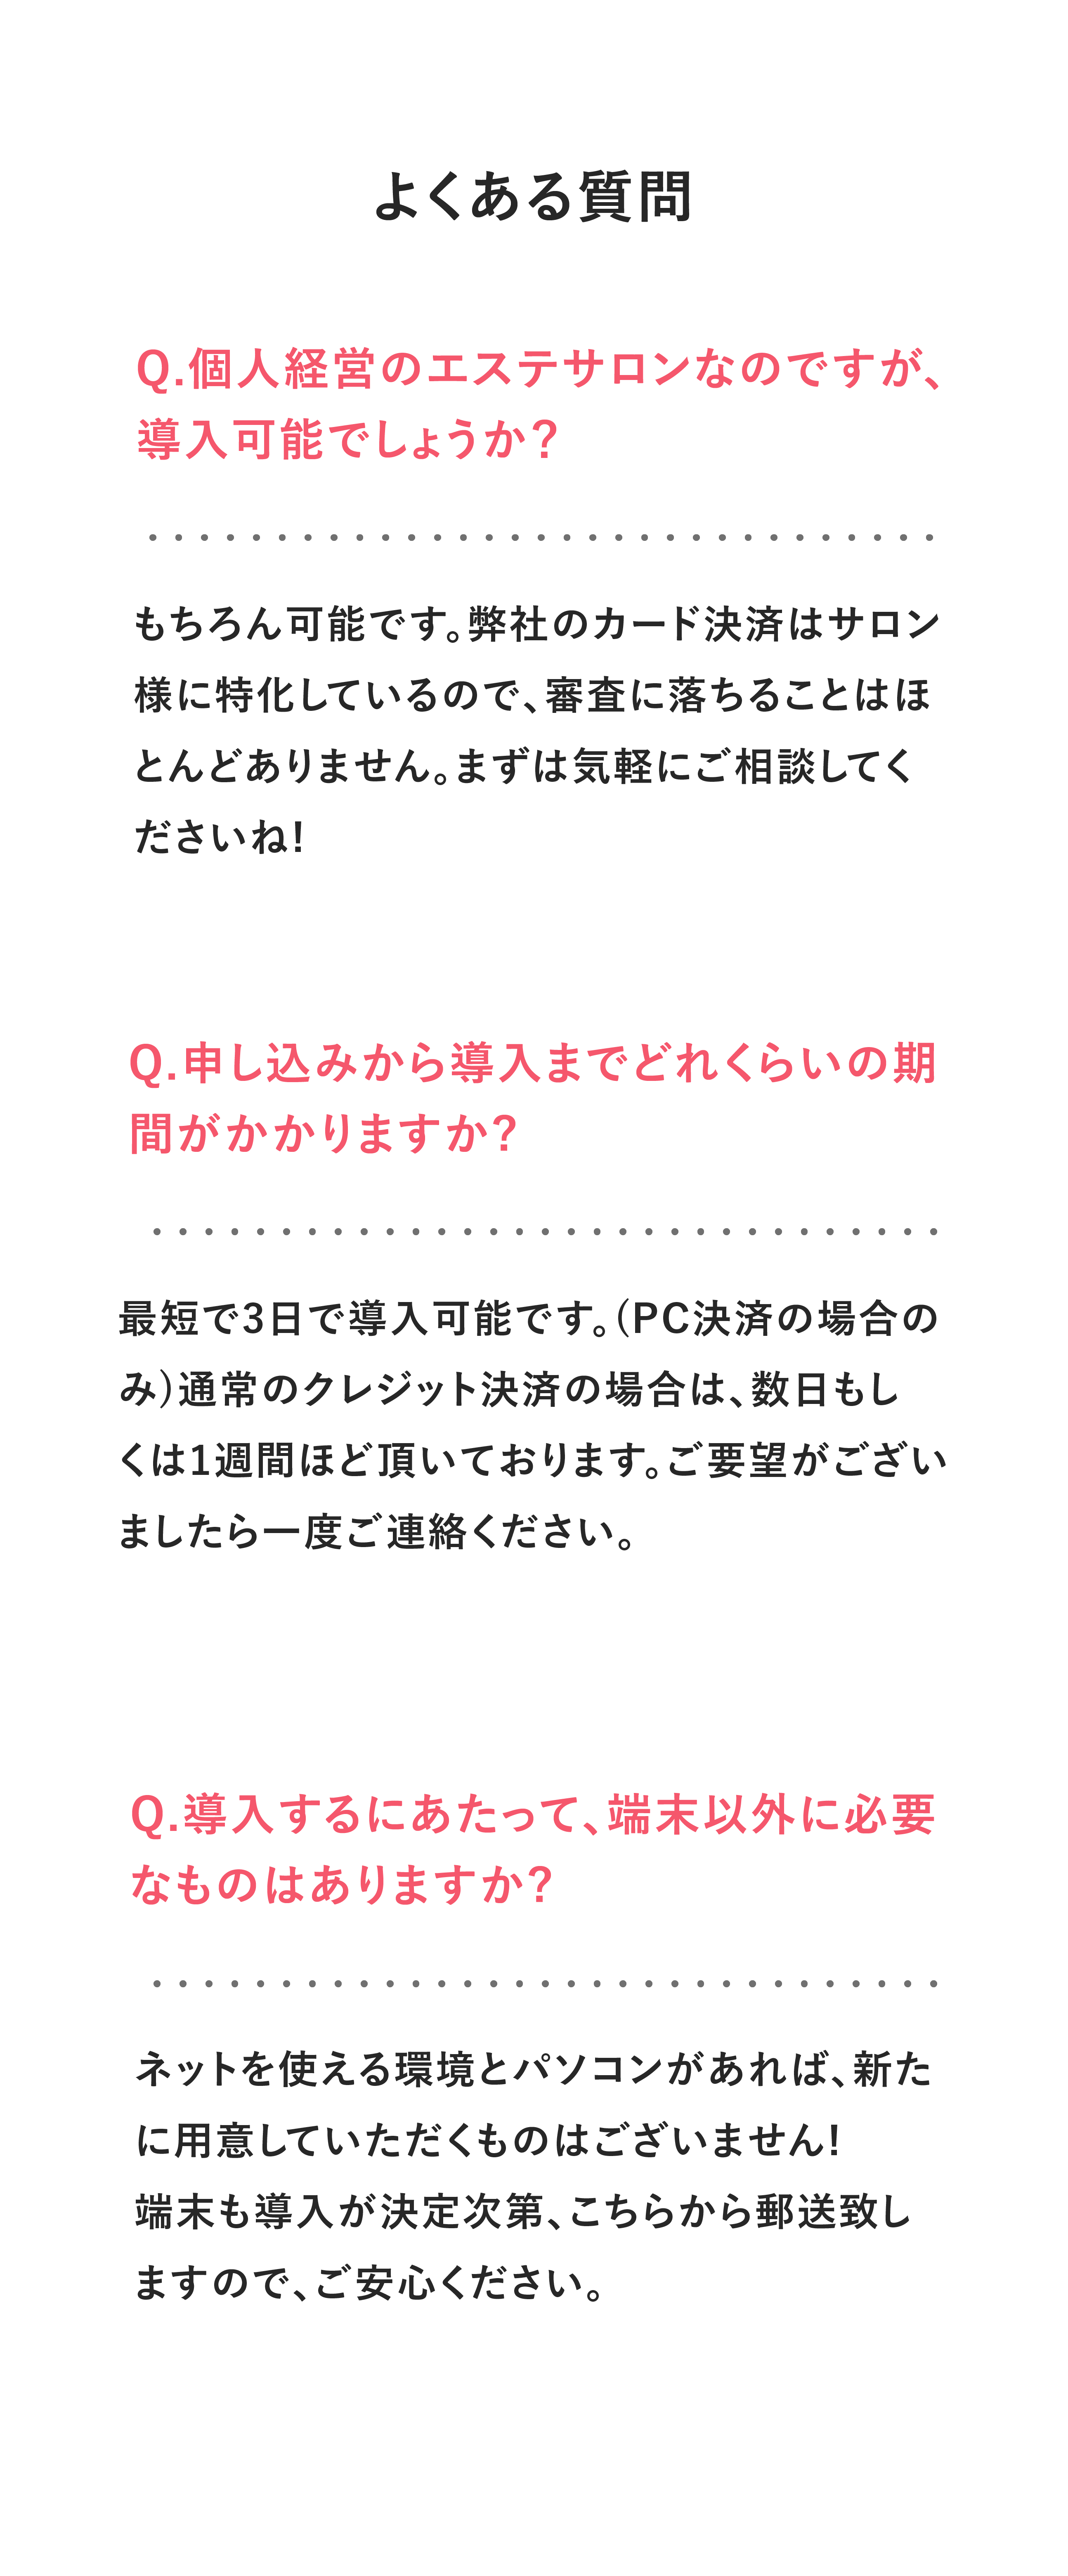 よくある質問
Q.個人経営のエステサロンなのですが、
導入可能でしょうか？
もちろん可能です。弊社のカード決済はサロン
様に特化しているので、審査に落ちることはほ
とんどありません。まずは気軽にご相談してく
ださいね！
Q.申し込みから導入までどれくらいの期
間がかかりますか？
最短で3日で導入可能です。（PC決済の場合の
み）通常のクレジット決済の場合は、数日もし
くは1週間ほど頂いております。ご要望がござい
ましたら一度ご連絡ください。
Q.導入するにあたって、端末以外に必要
なものはありますか？
ネットを使える環境とパソコンがあれば、新た
に用意していただくものはございません！
端末も導入が決定次第、こちらから郵送致し
ますので、ご安心ください。